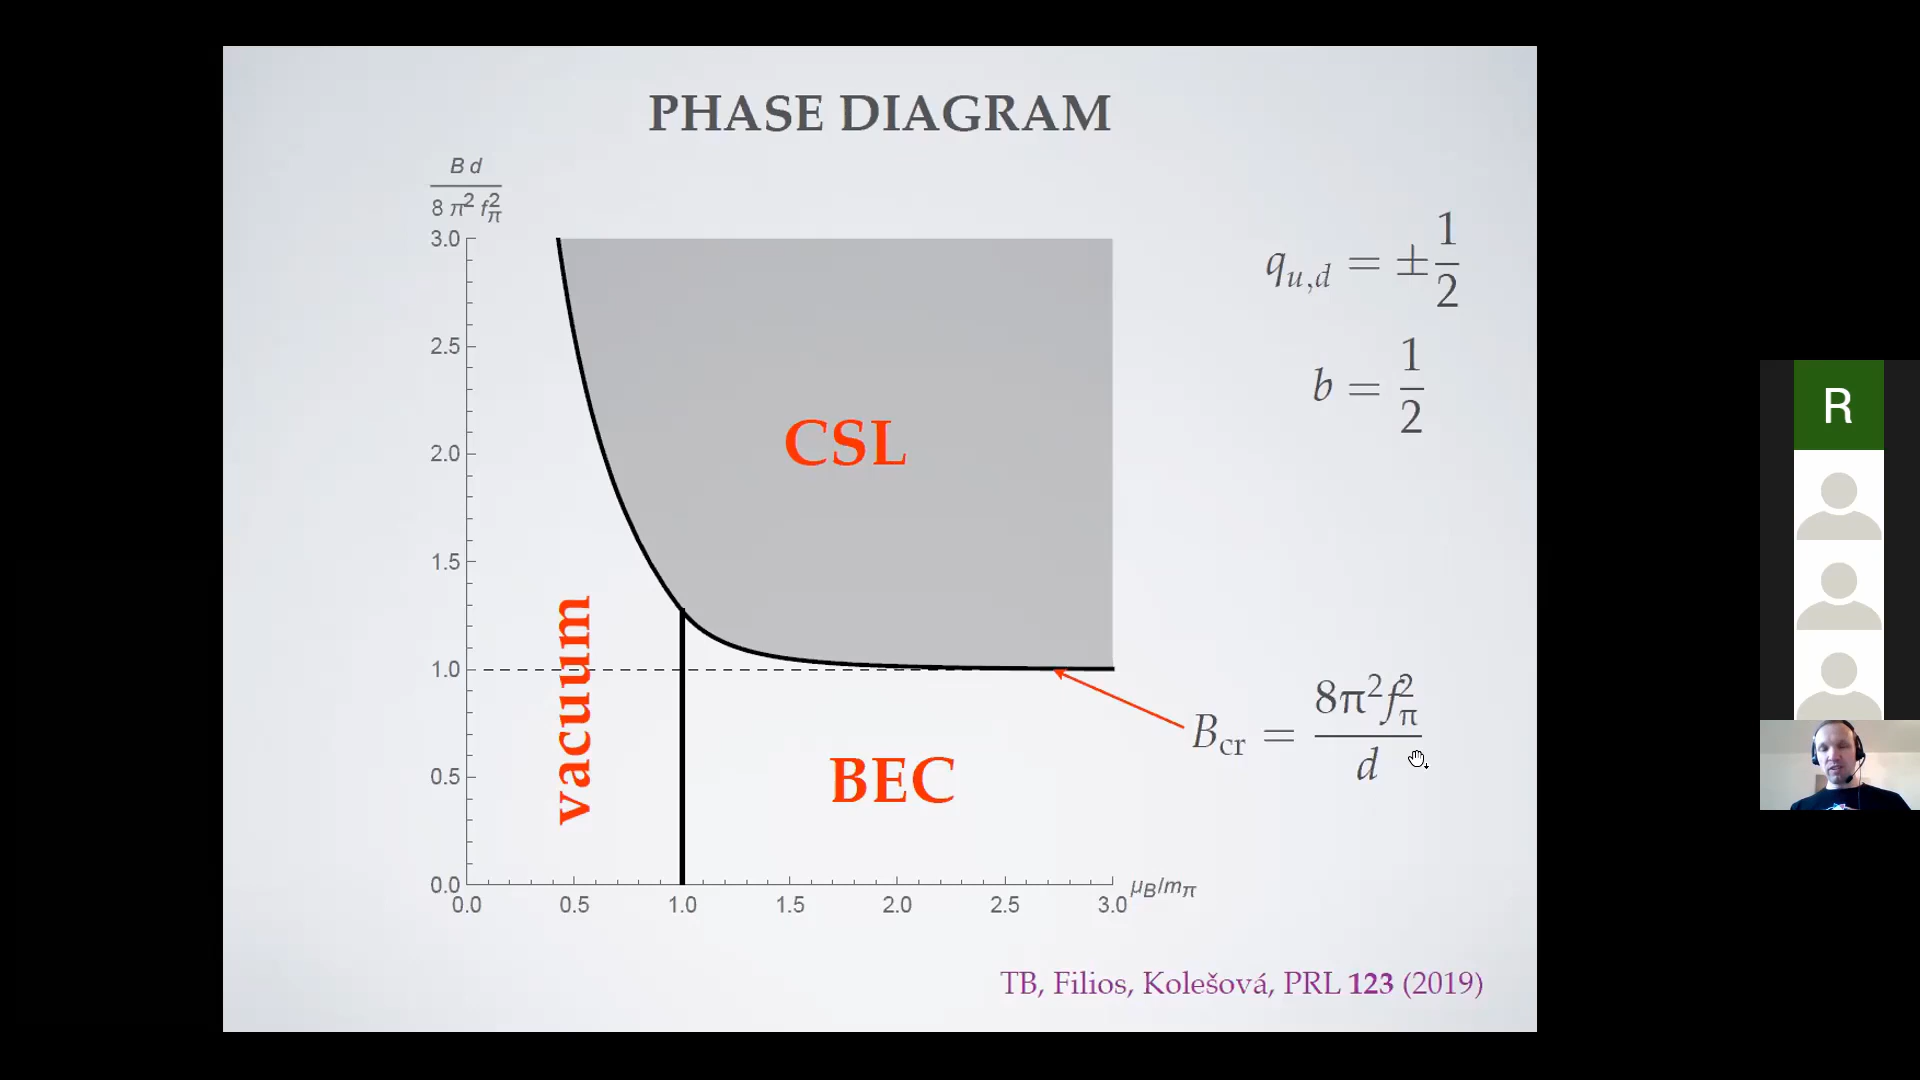 PHASE DIAGRAM
B d
8 π² f²π
3.0
2.5
2.0
1.5
1.0
0.5
0.0
0.0 0.5 1.0 1.5 2.0 2.5 3.0
μB/mπ
CSL
vacuum
BEC
qu,d = ± 1/2
b = 1/2
Bcr = 8π²f²π / d
TB, Filios, Kolešová, PRL 123 (2019)
R